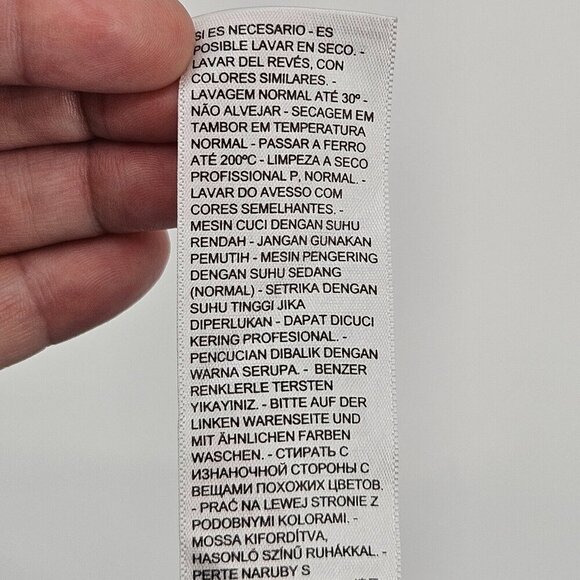 SI ES NECESARIO - ES
POSIBLE LAVAR EN SECO. -
LAVAR DEL REVÉS, CON
COLORES SIMILARES. -
LAVAGEM NORMAL ATÉ 30º -
NÃO ALVEJAR - SECAGEM EM
TAMBOR EM TEMPERATURA
NORMAL - PASSAR A FERRO
ATÉ 200ºC - LIMPEZA A SECO
PROFISSIONAL P, NORMAL. -
LAVAR DO AVESSO COM
CORES SEMELHANTES. -
MESIN CUCI DENGAN SUHU
RENDAH - JANGAN GUNAKAN
PEMUTIH - MESIN PENGERING
DENGAN SUHU SEDANG
(NORMAL) - SETRIKA DENGAN
SUHU TINGGI JIKA
DIPERLUKAN - DAPAT DICUCI
KERING PROFESIONAL. -
PENCUCIAN DIBALIK DENGAN
WARNA SERUPA. - BENZER
RENKLERLE TERSTEN
YIKAYINIZ. - BITTE AUF DER
LINKEN WARENSEITE UND
MIT ÄHNLICHEN FARBEN
WASCHEN. - СТИРАТЬ С
ИЗНАНОЧНОЙ СТОРОНЫ С
ВЕЩАМИ ПОХОЖИХ ЦВЕТОВ.
- PRAĆ NA LEWEJ STRONIE Z
PODOBNYMI KOLORAMI. -
MOSSA KIFORDÍTVA,
HASONLÓ SZÍNŰ RUHÁKKAL. -
PERTE NARUBY S